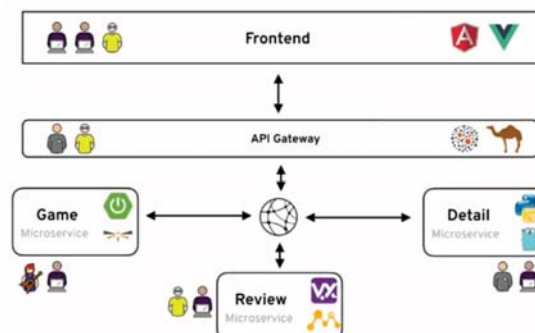 Frontend
API Gateway
Game
Microservice
Detail
Microservice
Review
Microservice